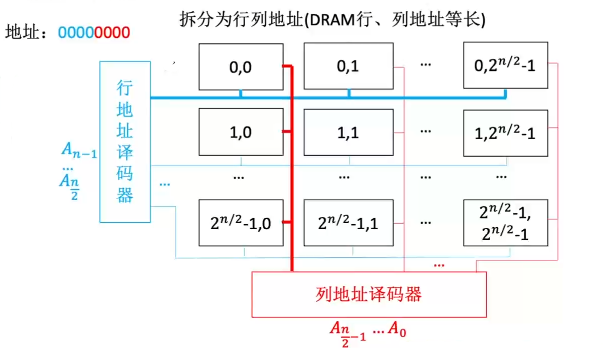 拆分为行列地址(DRAM行、列地址等长)
地址：00000000
0,0
0,1
...
0,2^{n/2}-1
行地址译码器
1,0
1,1
...
1,2^{n/2}-1
A_{n-1}
...
A_{\frac{n}{2}}
...
...
...
...
2^{n/2}-1,0
2^{n/2}-1,1
...
2^{n/2}-1,
2^{n/2}-1
...
列地址译码器
A_{\frac{n}{2}-1} ...A_0